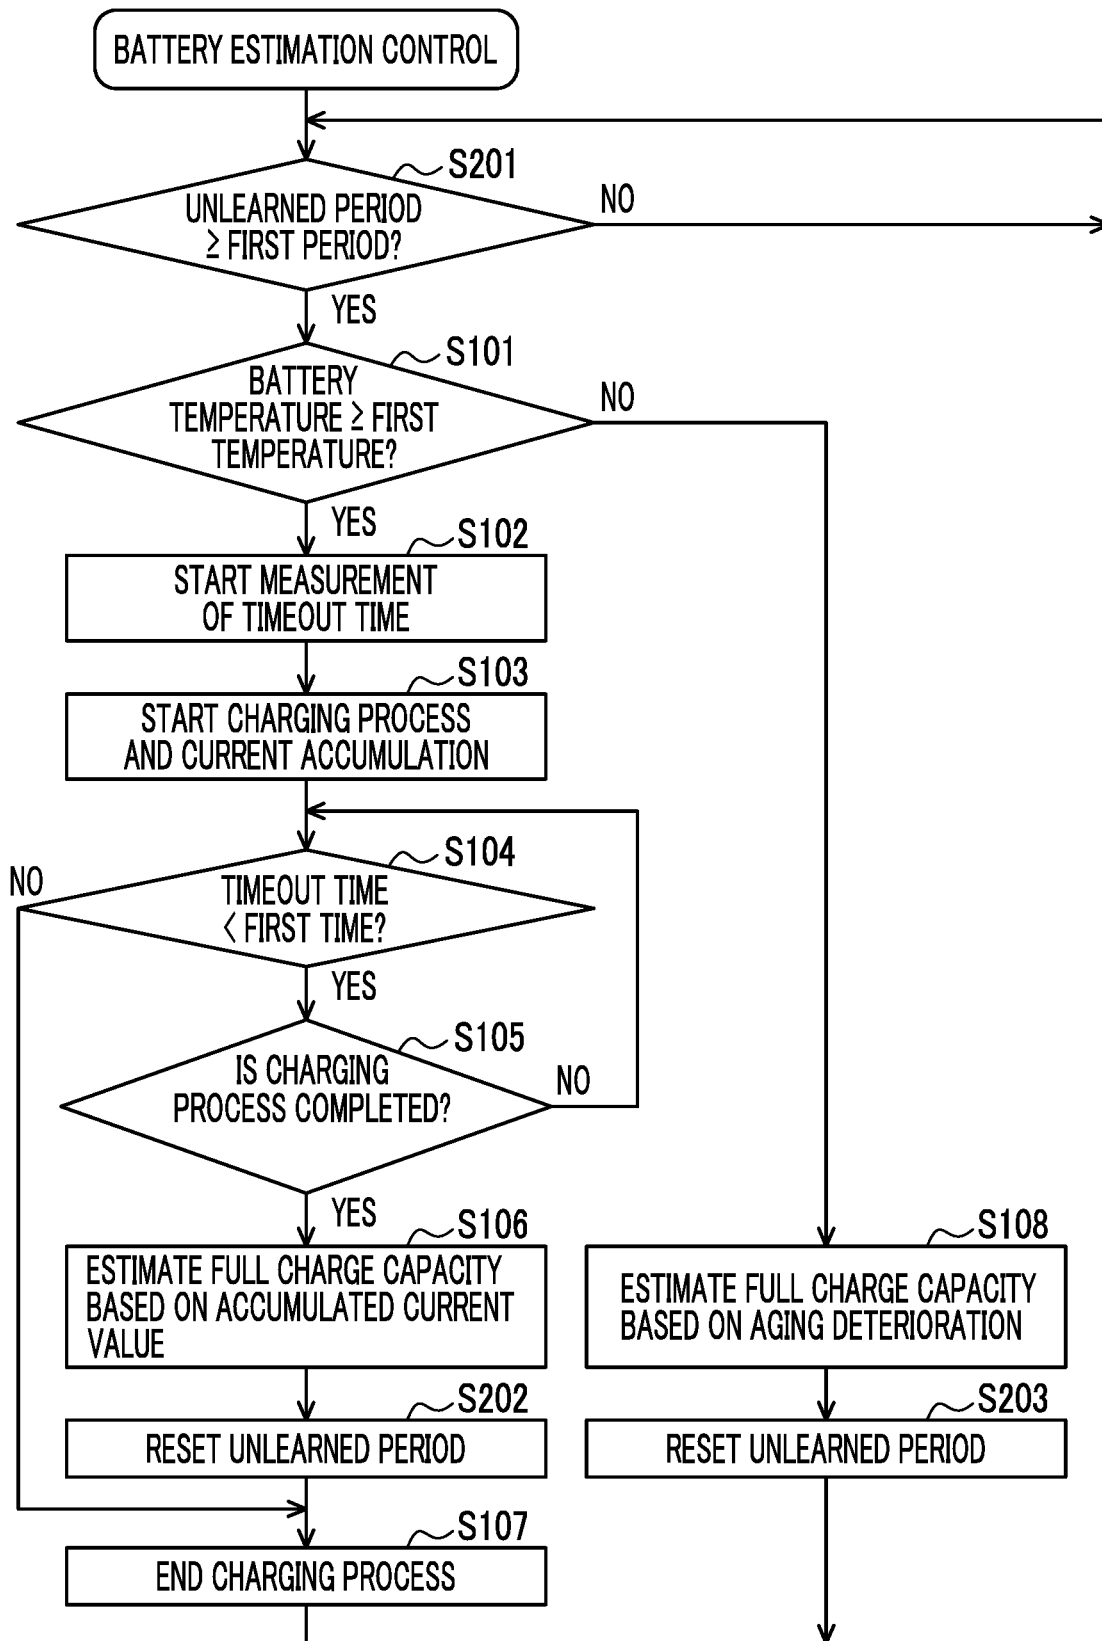 BATTERY ESTIMATION CONTROL
S201
UNLEARNED PERIOD
≥ FIRST PERIOD?
NO
YES
S101
BATTERY
TEMPERATURE ≥ FIRST
TEMPERATURE?
NO
YES
S102
START MEASUREMENT
OF TIMEOUT TIME
S103
START CHARGING PROCESS
AND CURRENT ACCUMULATION
S104
NO
TIMEOUT TIME
< FIRST TIME?
YES
S105
IS CHARGING
PROCESS COMPLETED?
NO
YES
S106
ESTIMATE FULL CHARGE CAPACITY
BASED ON ACCUMULATED CURRENT
VALUE
S108
ESTIMATE FULL CHARGE CAPACITY
BASED ON AGING DETERIORATION
S202
RESET UNLEARNED PERIOD
S203
RESET UNLEARNED PERIOD
S107
END CHARGING PROCESS